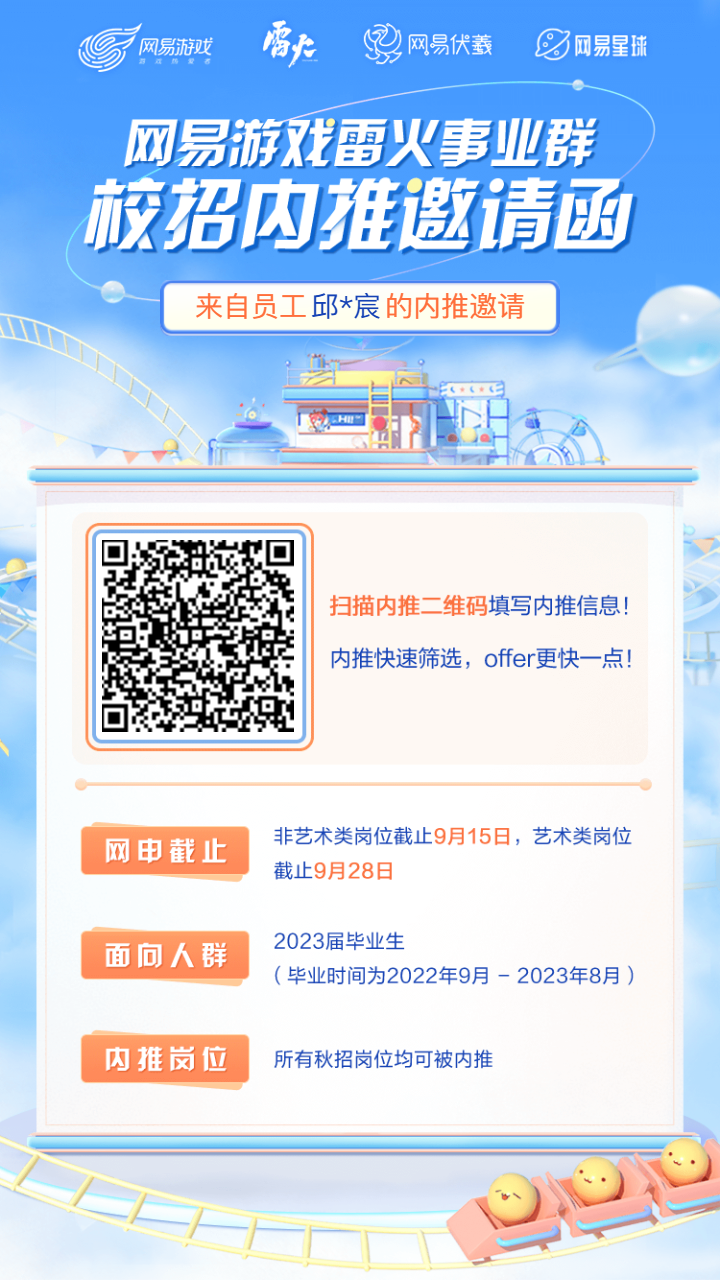 网易游戏 雷火 网易伏羲 网易星球
游戏热爱者
网易游戏雷火事业群
校招内推邀请函
来自员工 邱*宸 的内推邀请
HI!
扫描内推二维码填写内推信息！
内推快速筛选，offer更快一点！
网申截止
非艺术类岗位截止9月15日，艺术类岗位
截止9月28日
面向人群
2023届毕业生
（ 毕业时间为2022年9月 - 2023年8月 ）
内推岗位
所有秋招岗位均可被内推